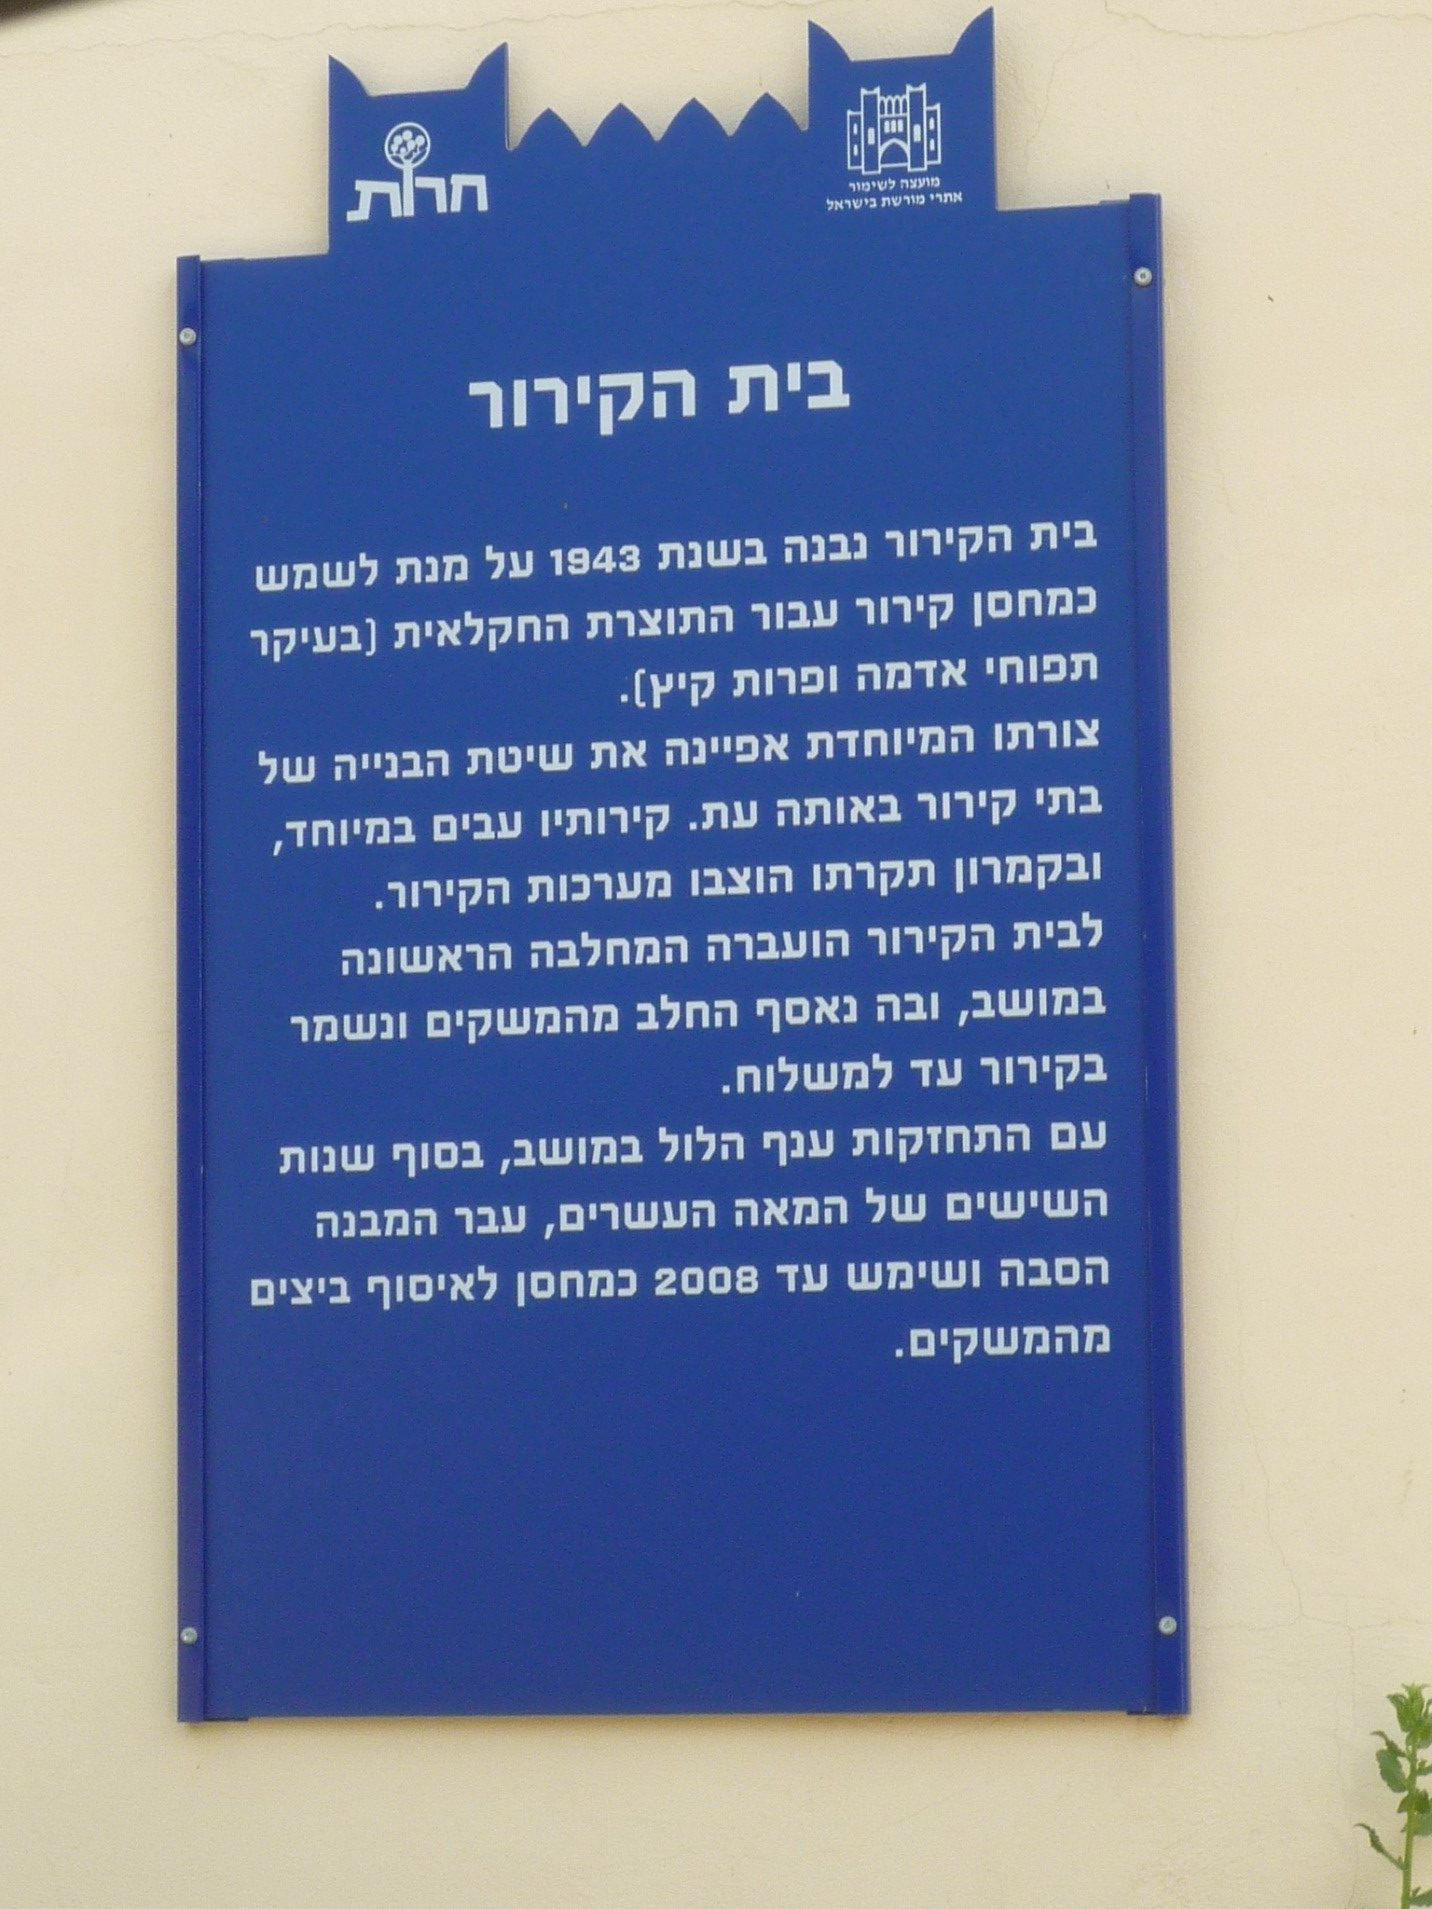 חרות
מועצה לשימור
אתרי מורשת בישראל
בית הקירור
בית הקירור נבנה בשנת 1943 על מנת לשמש
כמחסן קירור עבור התוצרת החקלאית (בעיקר
תפוחי אדמה ופרות קיץ).
צורתו המיוחדת אפיינה את שיטת הבנייה של
בתי קירור באותה עת. קירותיו עבים במיוחד,
ובקמרון תקרתו הוצבו מערכות הקירור.
לבית הקירור הועברה המחלבה הראשונה
במושב, ובה נאסף החלב מהמשקים ונשמר
בקירור עד למשלוח.
עם התחזקות ענף הלול במושב, בסוף שנות
השישים של המאה העשרים, עבר המבנה
הסבה ושימש עד 2008 כמחסן לאיסוף ביצים
מהמשקים.